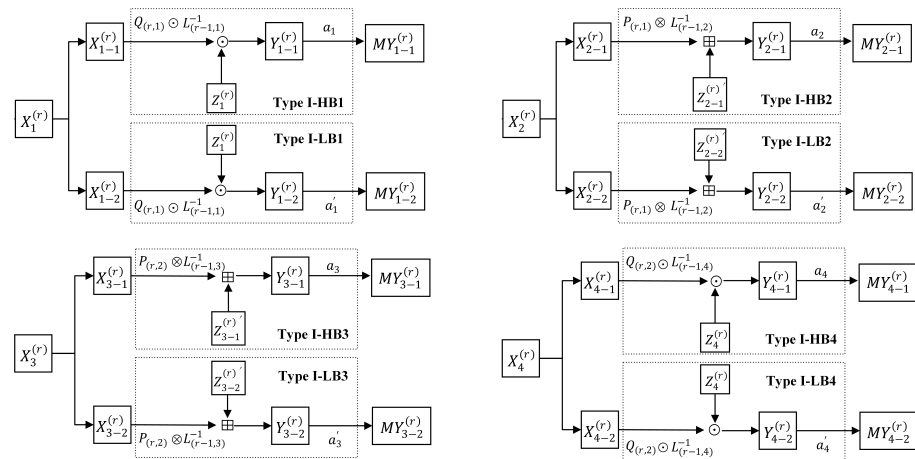 $X_1^{(r)}$
$X_{1-1}^{(r)}$ $Q_{(r,1)} \odot L_{(r-1,1)}^{-1}$ ⊙ $Y_{1-1}^{(r)}$ $a_1$ $MY_{1-1}^{(r)}$
$Z_1^{(r)}$ Type I-HB1
$Z_1^{(r)}$ Type I-LB1
$X_{1-2}^{(r)}$ $Q_{(r,1)} \odot L_{(r-1,1)}^{-1}$ ⊙ $Y_{1-2}^{(r)}$ $a_1'$ $MY_{1-2}^{(r)}$
$X_2^{(r)}$
$X_{2-1}^{(r)}$ $P_{(r,1)} \otimes L_{(r-1,2)}^{-1}$ ⊞ $Y_{2-1}^{(r)}$ $a_2$ $MY_{2-1}^{(r)}$
$Z_{2-1}^{(r)'}$ Type I-HB2
$Z_{2-2}^{(r)'}$ Type I-LB2
$X_{2-2}^{(r)}$ $P_{(r,1)} \otimes L_{(r-1,2)}^{-1}$ ⊞ $Y_{2-2}^{(r)}$ $a_2'$ $MY_{2-2}^{(r)}$
$X_3^{(r)}$
$X_{3-1}^{(r)}$ $P_{(r,2)} \otimes L_{(r-1,3)}^{-1}$ ⊞ $Y_{3-1}^{(r)}$ $a_3$ $MY_{3-1}^{(r)}$
$Z_{3-1}^{(r)'}$ Type I-HB3
$Z_{3-2}^{(r)'}$ Type I-LB3
$X_{3-2}^{(r)}$ $P_{(r,2)} \otimes L_{(r-1,3)}^{-1}$ ⊞ $Y_{3-2}^{(r)}$ $a_3'$ $MY_{3-2}^{(r)}$
$X_4^{(r)}$
$X_{4-1}^{(r)}$ $Q_{(r,2)} \odot L_{(r-1,4)}^{-1}$ ⊙ $Y_{4-1}^{(r)}$ $a_4$ $MY_{4-1}^{(r)}$
$Z_4^{(r)}$ Type I-HB4
$Z_4^{(r)}$ Type I-LB4
$X_{4-2}^{(r)}$ $Q_{(r,2)} \odot L_{(r-1,4)}^{-1}$ ⊙ $Y_{4-2}^{(r)}$ $a_4'$ $MY_{4-2}^{(r)}$